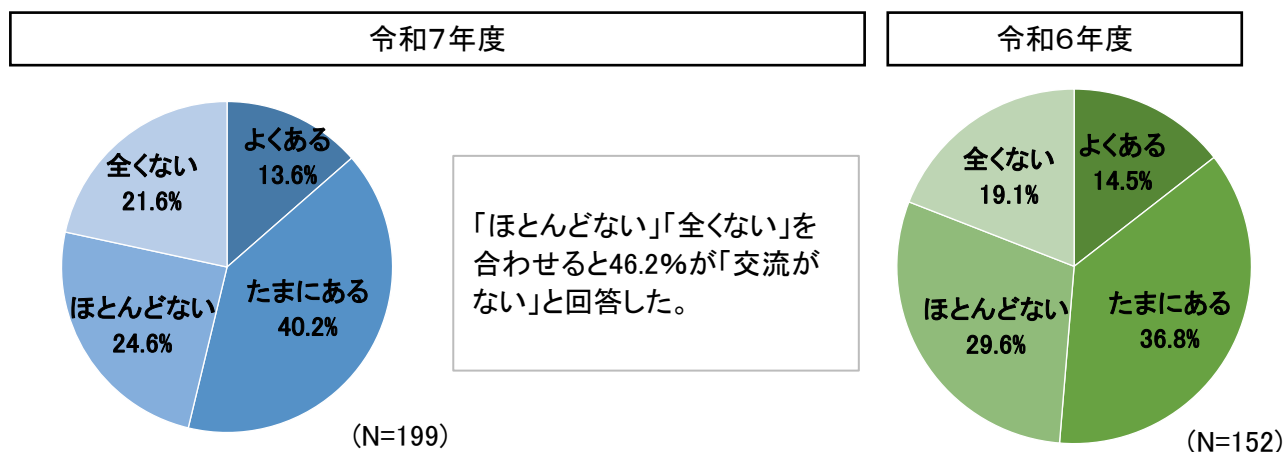 令和7年度
よくある
13.6%
たまにある
40.2%
ほとんどない
24.6%
全くない
21.6%
(N=199)
「ほとんどない」「全くない」を
合わせると46.2%が「交流が
ない」と回答した。
令和6年度
よくある
14.5%
たまにある
36.8%
ほとんどない
29.6%
全くない
19.1%
(N=152)